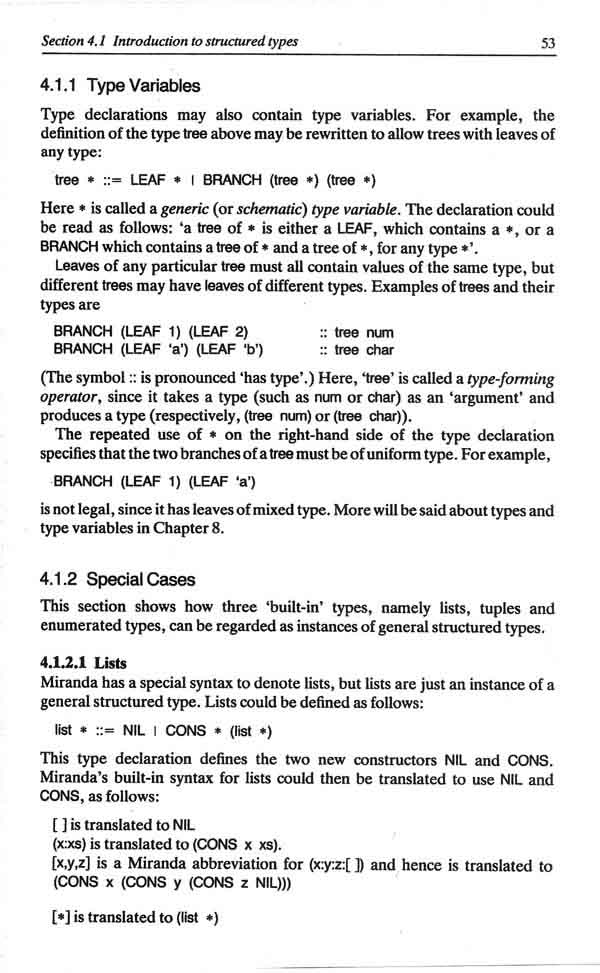 Section 4.1 Introduction to structured types 53
4.1.1 Type Variables
Type declarations may also contain type variables. For example, the
definition of the type tree above may be rewritten to allow trees with leaves of
any type:
tree * ::= LEAF * | BRANCH (tree *) (tree *)
Here * is called a generic (or schematic) type variable. The declaration could
be read as follows: ‘a tree of * is either a LEAF, which contains a *, or a
BRANCH which contains a tree of * and a tree of *, for any type *’.
Leaves of any particular tree must all contain values of the same type, but
different trees may have leaves of different types. Examples of trees and their
types are
BRANCH (LEAF 1) (LEAF 2) :: tree num
BRANCH (LEAF ‘a’) (LEAF ‘b’) :: tree char
(The symbol :: is pronounced ‘has type’.) Here, ‘tree’ is called a type-forming
operator, since it takes a type (such as num or char) as an ‘argument’ and
produces a type (respectively, (tree num) or (tree char)).
The repeated use of * on the right-hand side of the type declaration
specifies that the two branches of a tree must be of uniform type. For example,
BRANCH (LEAF 1) (LEAF ‘a’)
is not legal, since it has leaves of mixed type. More will be said about types and
type variables in Chapter 8.
4.1.2 Special Cases
This section shows how three ‘built-in’ types, namely lists, tuples and
enumerated types, can be regarded as instances of general structured types.
4.1.2.1 Lists
Miranda has a special syntax to denote lists, but lists are just an instance of a
general structured type. Lists could be defined as follows:
list * ::= NIL | CONS * (list *)
This type declaration defines the two new constructors NIL and CONS.
Miranda’s built-in syntax for lists could then be translated to use NIL and
CONS, as follows:
[ ] is translated to NIL
(x:xs) is translated to (CONS x xs).
[x,y,z] is a Miranda abbreviation for (x:y:z:[ ]) and hence is translated to
(CONS x (CONS y (CONS z NIL)))
[*] is translated to (list *)